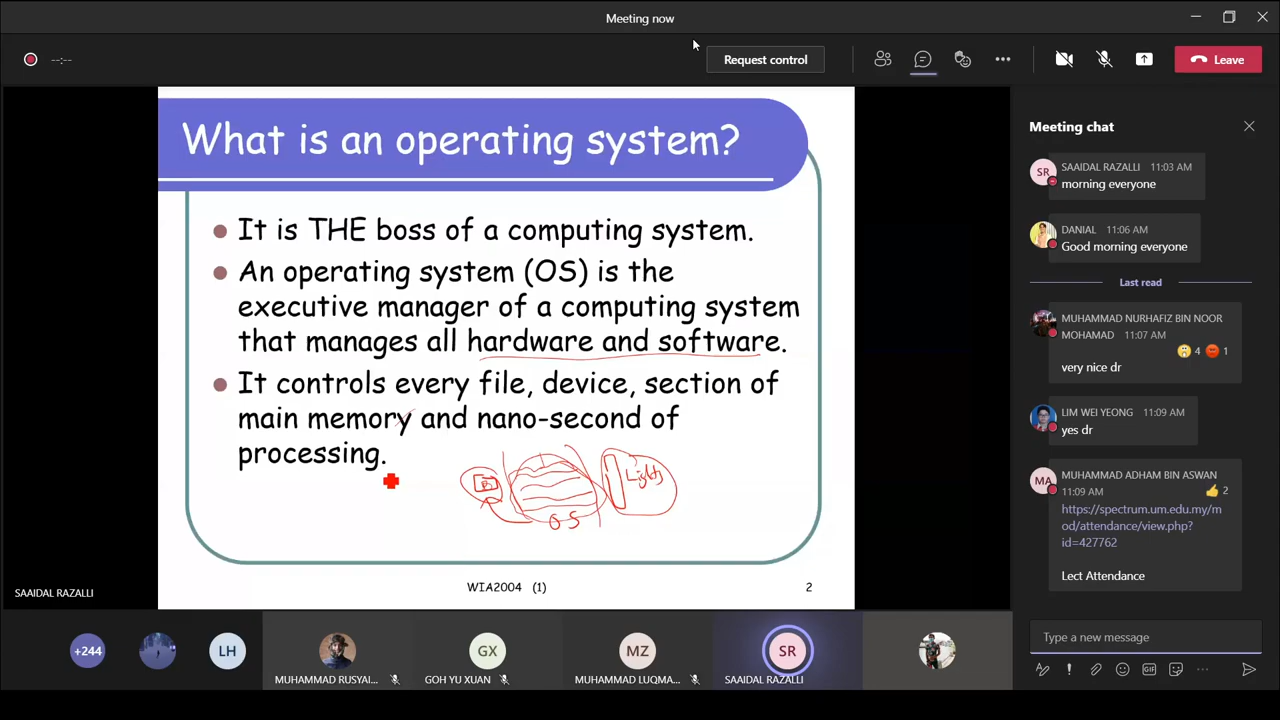 Meeting now
--:--
Request control
Leave
What is an operating system?
It is THE boss of a computing system.
An operating system (OS) is the
executive manager of a computing system
that manages all hardware and software.
It controls every file, device, section of
main memory and nano-second of
processing.
B
Lights
OS
WIA2004 (1)
2
SAAIDAL RAZALLI
+244
LH
MUHAMMAD RUSYAI...
GX
GOH YU XUAN
MZ
MUHAMMAD LUQMA...
SR
SAAIDAL RAZALLI
Meeting chat
SR
SAAIDAL RAZALLI 11:03 AM
morning everyone
DANIAL 11:06 AM
Good morning everyone
Last read
MUHAMMAD NURHAFIZ BIN NOOR
MOHAMAD 11:07 AM
4 1
very nice dr
LIM WEI YEONG 11:09 AM
yes dr
MA
MUHAMMAD ADHAM BIN ASWAN
11:09 AM
2
https://spectrum.um.edu.my/m
od/attendance/view.php?
id=427762
Lect Attendance
Type a new message
GIF